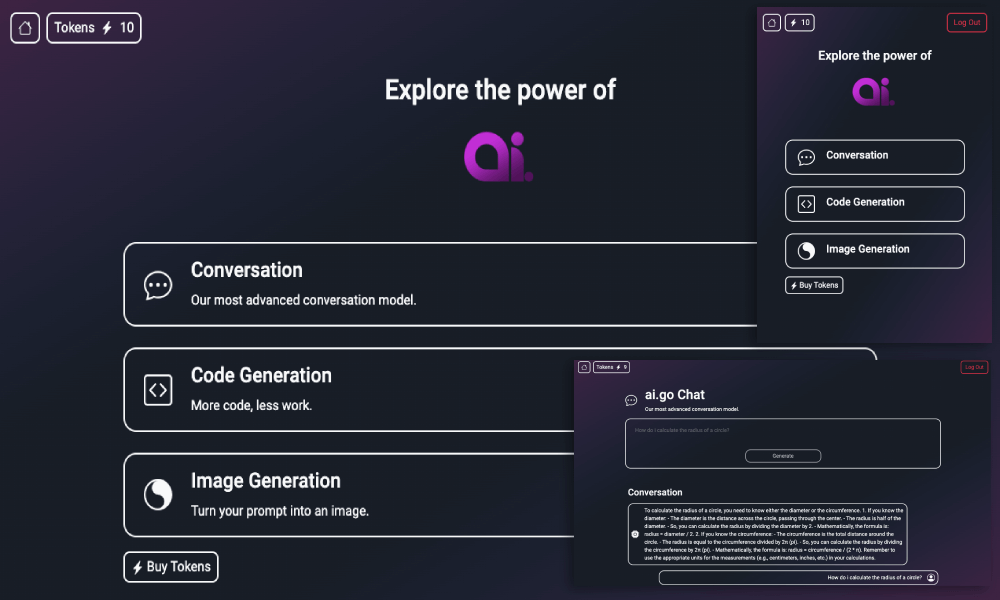 Tokens 10
Explore the power of
ai.
Conversation
Our most advanced conversation model.
Code Generation
More code, less work.
Image Generation
Turn your prompt into an image.
Buy Tokens
10
Log Out
Explore the power of
ai.
Conversation
Code Generation
Image Generation
Buy Tokens
Tokens 9
Log Out
ai.go Chat
Our most advanced conversation model.
How do i calculate the radius of a circle?
Generate
Conversation
To calculate the radius of a circle, you need to know either the diameter or the circumference. 1. If you know the
diameter: - The diameter is the distance across the circle, passing through the center. - The radius is half of the
diameter. - So, you can calculate the radius by dividing the diameter by 2. - Mathematically, the formula is:
radius = diameter / 2. 2. If you know the circumference: - The circumference is the total distance around the
circle. - The radius is equal to the circumference divided by 2π (pi). - So, you can calculate the radius by dividing
the circumference by 2π (pi). - Mathematically, the formula is: radius = circumference / (2 * π). Remember to
use the appropriate units for the measurements (e.g., centimeters, inches, etc.) in your calculations.
How do i calculate the radius of a circle?